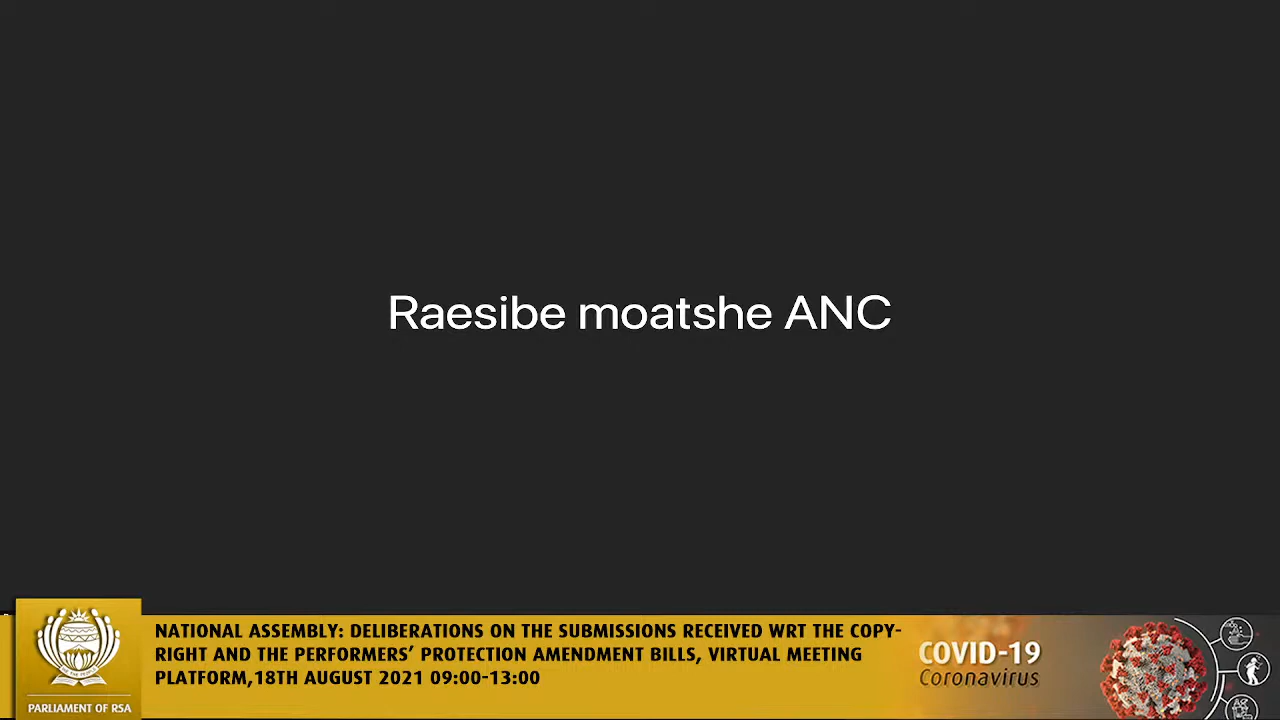 Raesibe moatshe ANC
NATIONAL ASSEMBLY: DELIBERATIONS ON THE SUBMISSIONS RECEIVED WRT THE COPY-
RIGHT AND THE PERFORMERS’ PROTECTION AMENDMENT BILLS, VIRTUAL MEETING
PLATFORM,18TH AUGUST 2021 09:00-13:00
COVID-19
Coronavirus
PARLIAMENT OF RSA